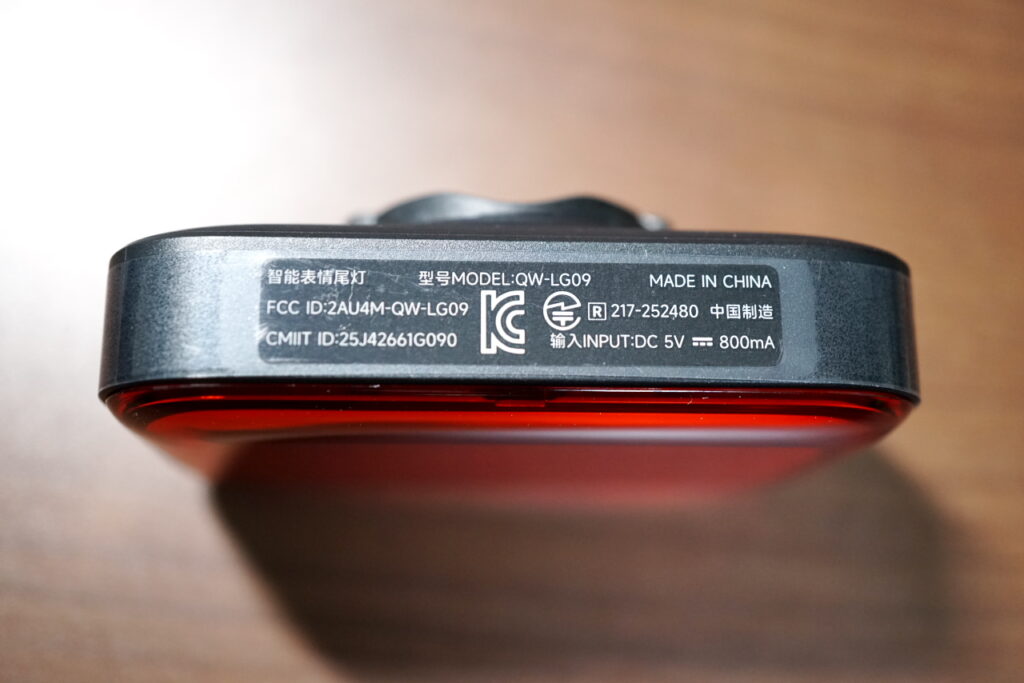 智能表情尾灯 型号MODEL:QW-LG09 MADE IN CHINA
FCC ID:2AU4M-QW-LG09 R 217-252480 中国制造
CMIIT ID:25J42661G090 输入INPUT:DC 5V ⎓ 800mA